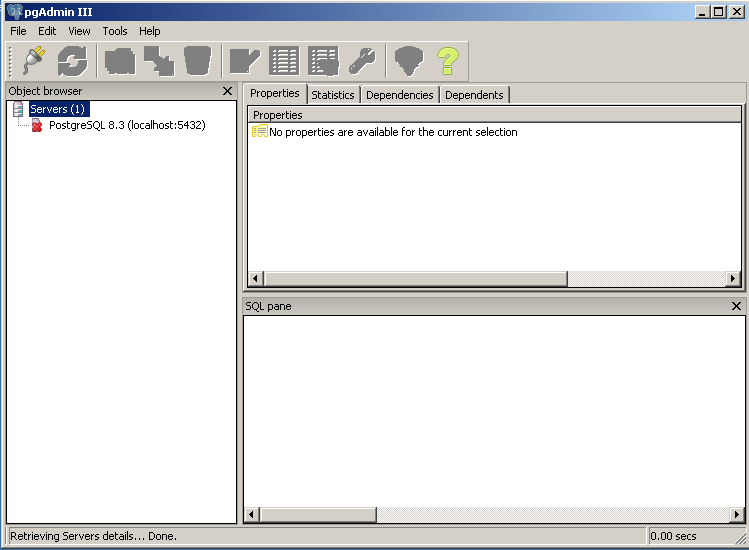 pgAdmin III
File Edit View Tools Help
Object browser
Servers (1)
PostgreSQL 8.3 (localhost:5432)
Properties Statistics Dependencies Dependents
Properties
No properties are available for the current selection
SQL pane
Retrieving Servers details... Done.
0.00 secs